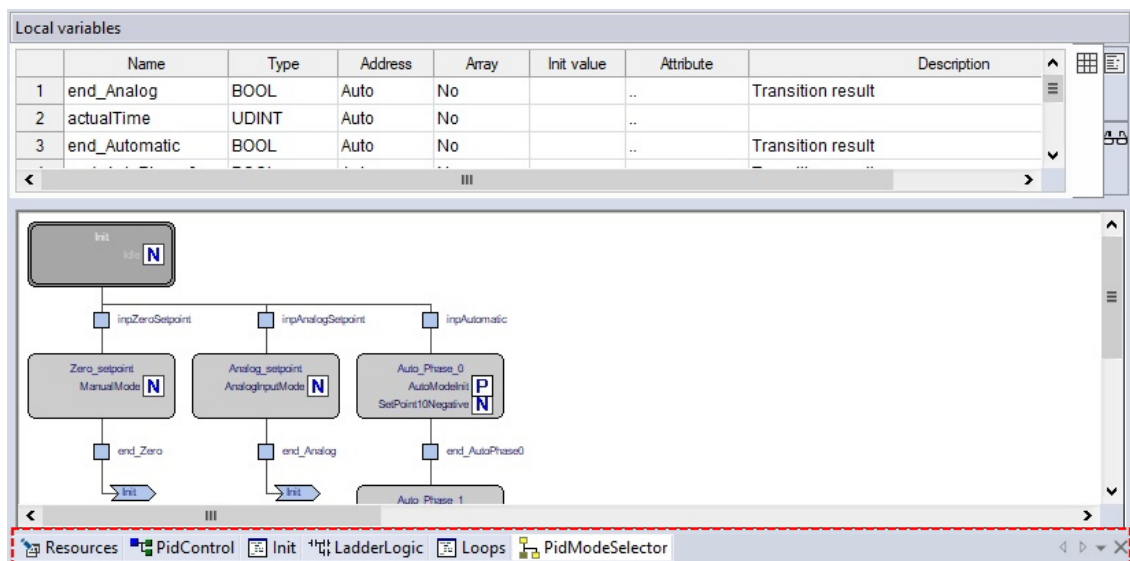 Local variables
Name Type Address Array Init value Attribute Description
1 end_Analog BOOL Auto No .. Transition result
2 actualTime UDINT Auto No ..
3 end_Automatic BOOL Auto No .. Transition result
Init
Idle N
inpZeroSetpoint inpAnalogSetpoint inpAutomatic
Zero_setpoint Analog_setpoint Auto_Phase_0
ManualMode N AnalogInputMode N AutoModeInit P
SetPoint10Negative N
end_Zero end_Analog end_AutoPhase0
Init Init Auto_Phase_1
Resources PidControl Init LadderLogic Loops PidModeSelector